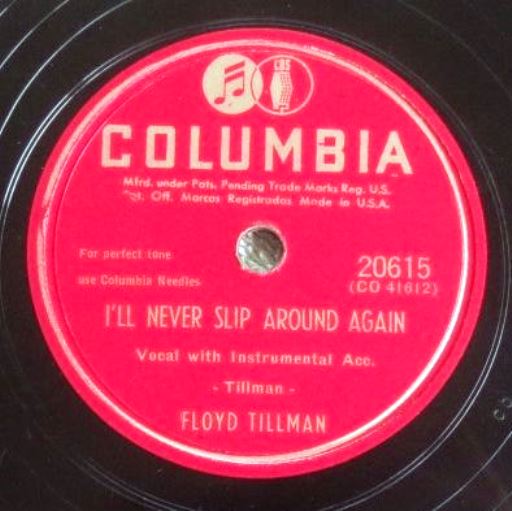 CBS
COLUMBIA
Mfrd. under Pats. Pending Trade Marks Reg. U.S.
Pat. Off. Marcas Registradas Made in U.S.A.
For perfect tone
use Columbia Needles
20615
(CO 41612)
I'LL NEVER SLIP AROUND AGAIN
Vocal with Instrumental Acc.
- Tillman -
FLOYD TILLMAN